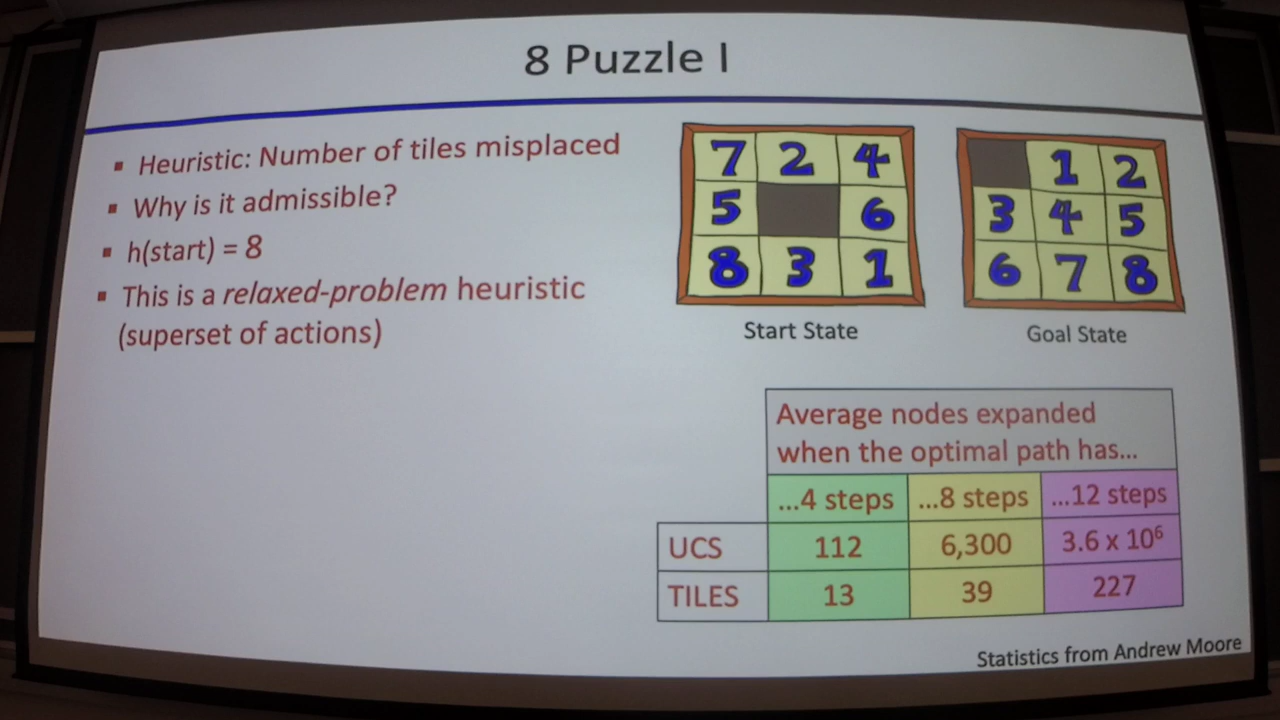 8 Puzzle I
▪ Heuristic: Number of tiles misplaced
▪ Why is it admissible?
▪ h(start) = 8
▪ This is a relaxed-problem heuristic
(superset of actions)
7 2 4
5 6
8 3 1
Start State
1 2
3 4 5
6 7 8
Goal State
Average nodes expanded
when the optimal path has...
...4 steps ...8 steps ...12 steps
UCS 112 6,300 3.6 x 10⁶
TILES 13 39 227
Statistics from Andrew Moore